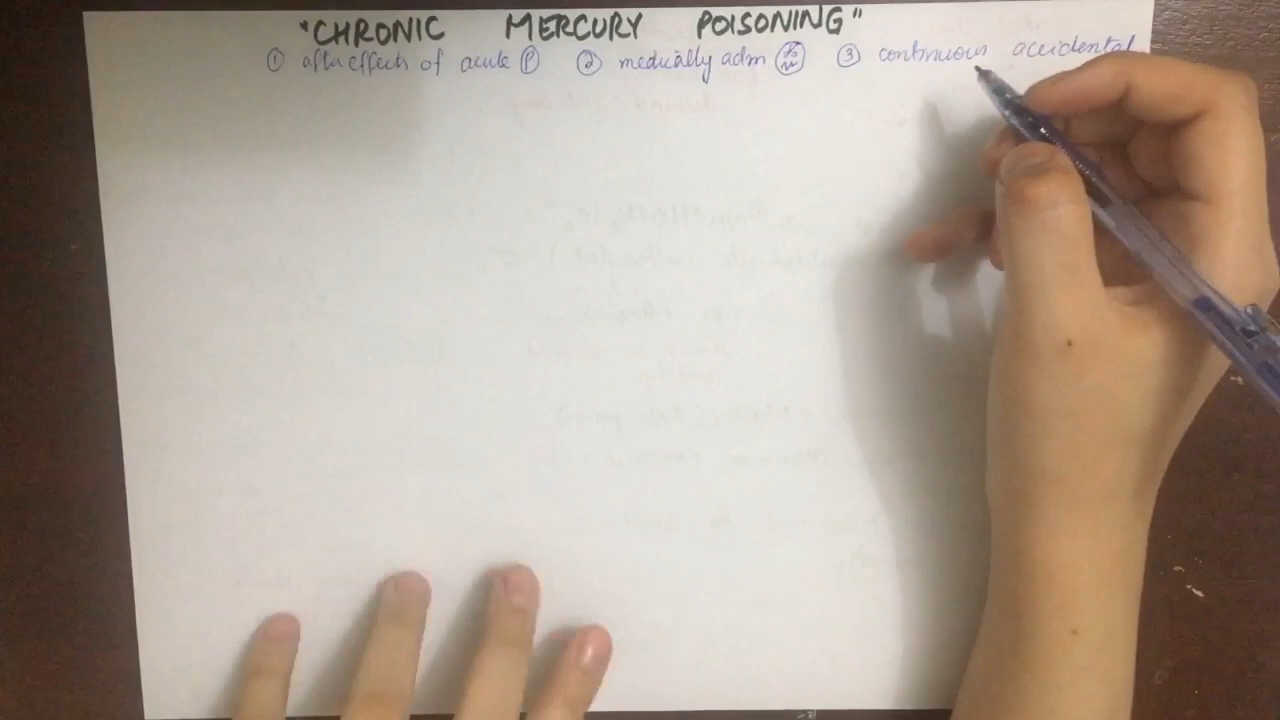 "CHRONIC MERCURY POISONING"
① after effects of acute Ⓟ ② medically adm ③ continuous accidental